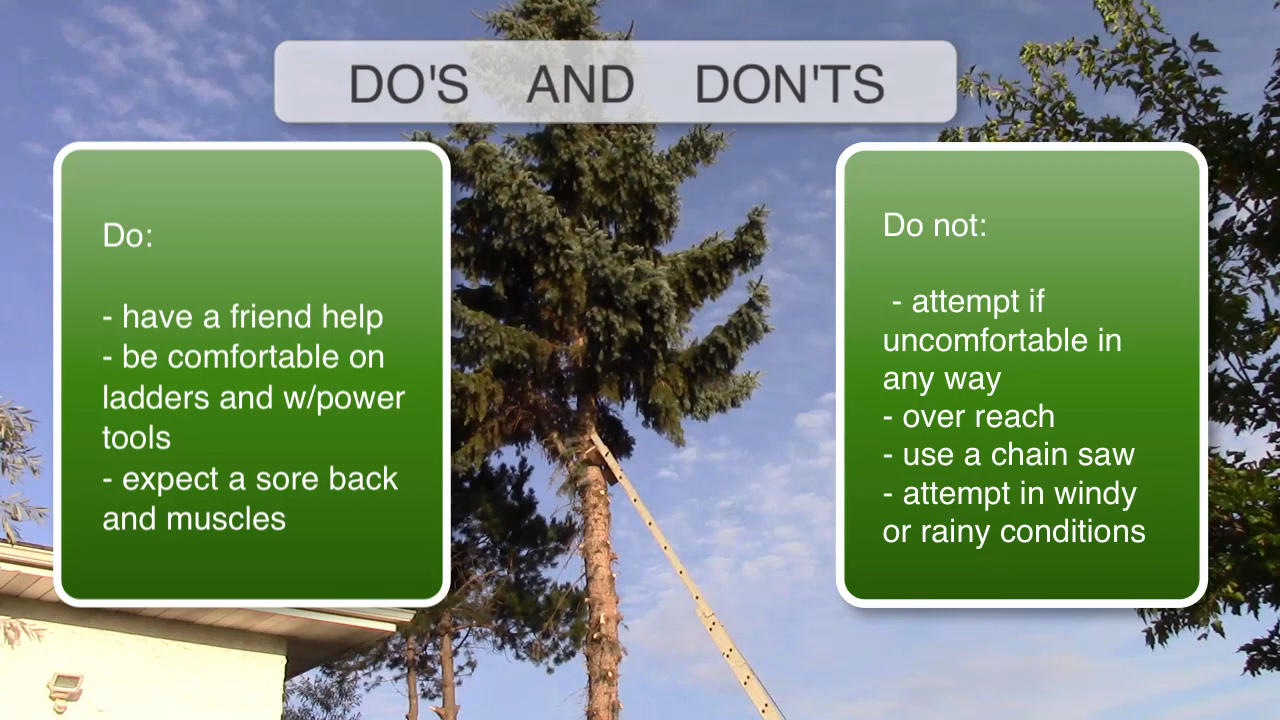 DO'S AND DON'TS
Do:
- have a friend help
- be comfortable on
ladders and w/power
tools
- expect a sore back
and muscles
Do not:
- attempt if
uncomfortable in
any way
- over reach
- use a chain saw
- attempt in windy
or rainy conditions